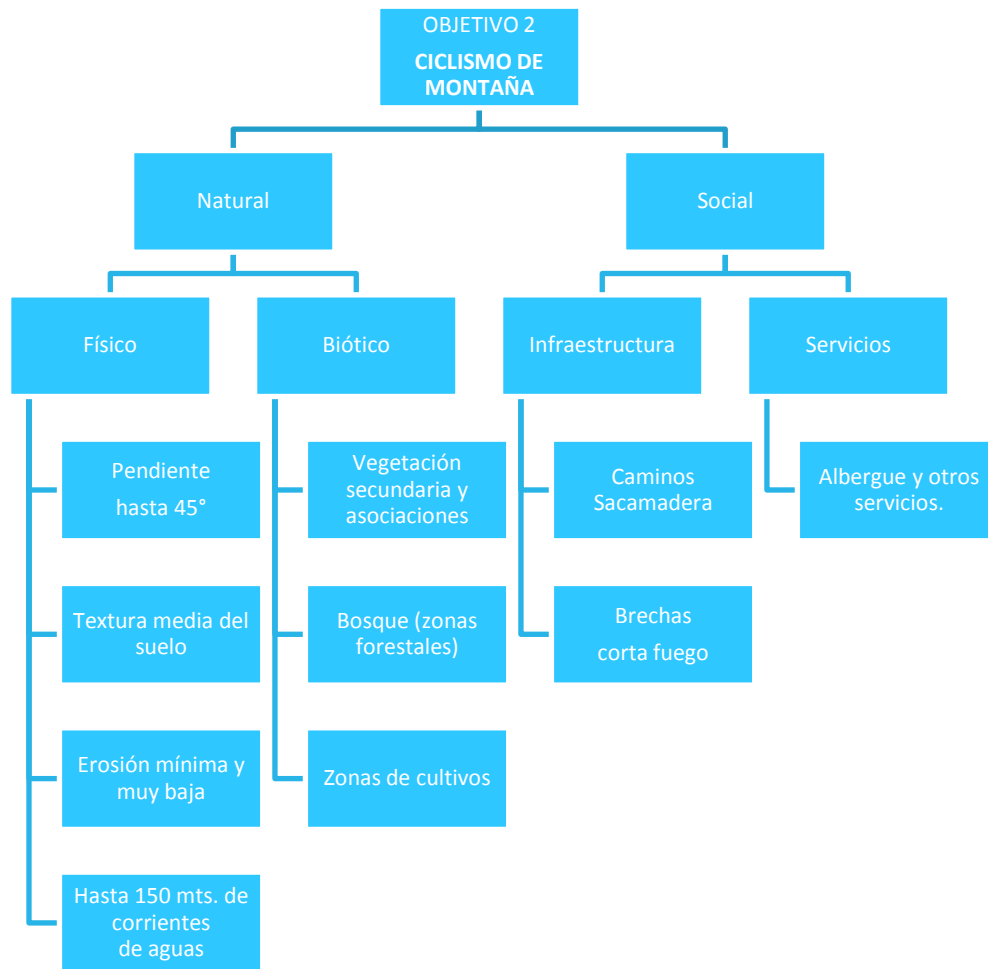 OBJETIVO 2
CICLISMO DE
MONTAÑA
Natural
Social
Físico
Biótico
Infraestructura
Servicios
Pendiente
hasta 45°
Vegetación
secundaria y
asociaciones
Caminos
Sacamadera
Albergue y otros
servicios.
Textura media del
suelo
Bosque (zonas
forestales)
Brechas
corta fuego
Erosión mínima y
muy baja
Zonas de cultivos
Hasta 150 mts. de
corrientes
de aguas